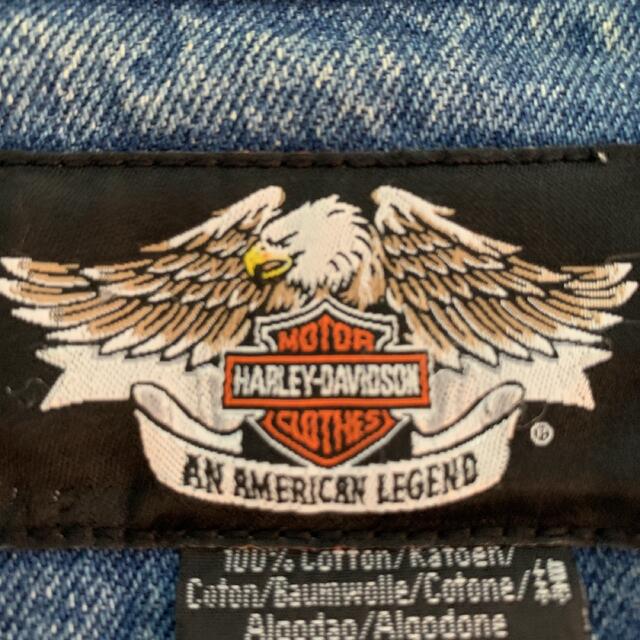 MOTOR
HARLEY-DAVIDSON
CLOTHES
®
AN AMERICAN LEGEND
100% Cotton/Katoen/
Coton/Baumwolle/Cotone/
Algodao/Algodone